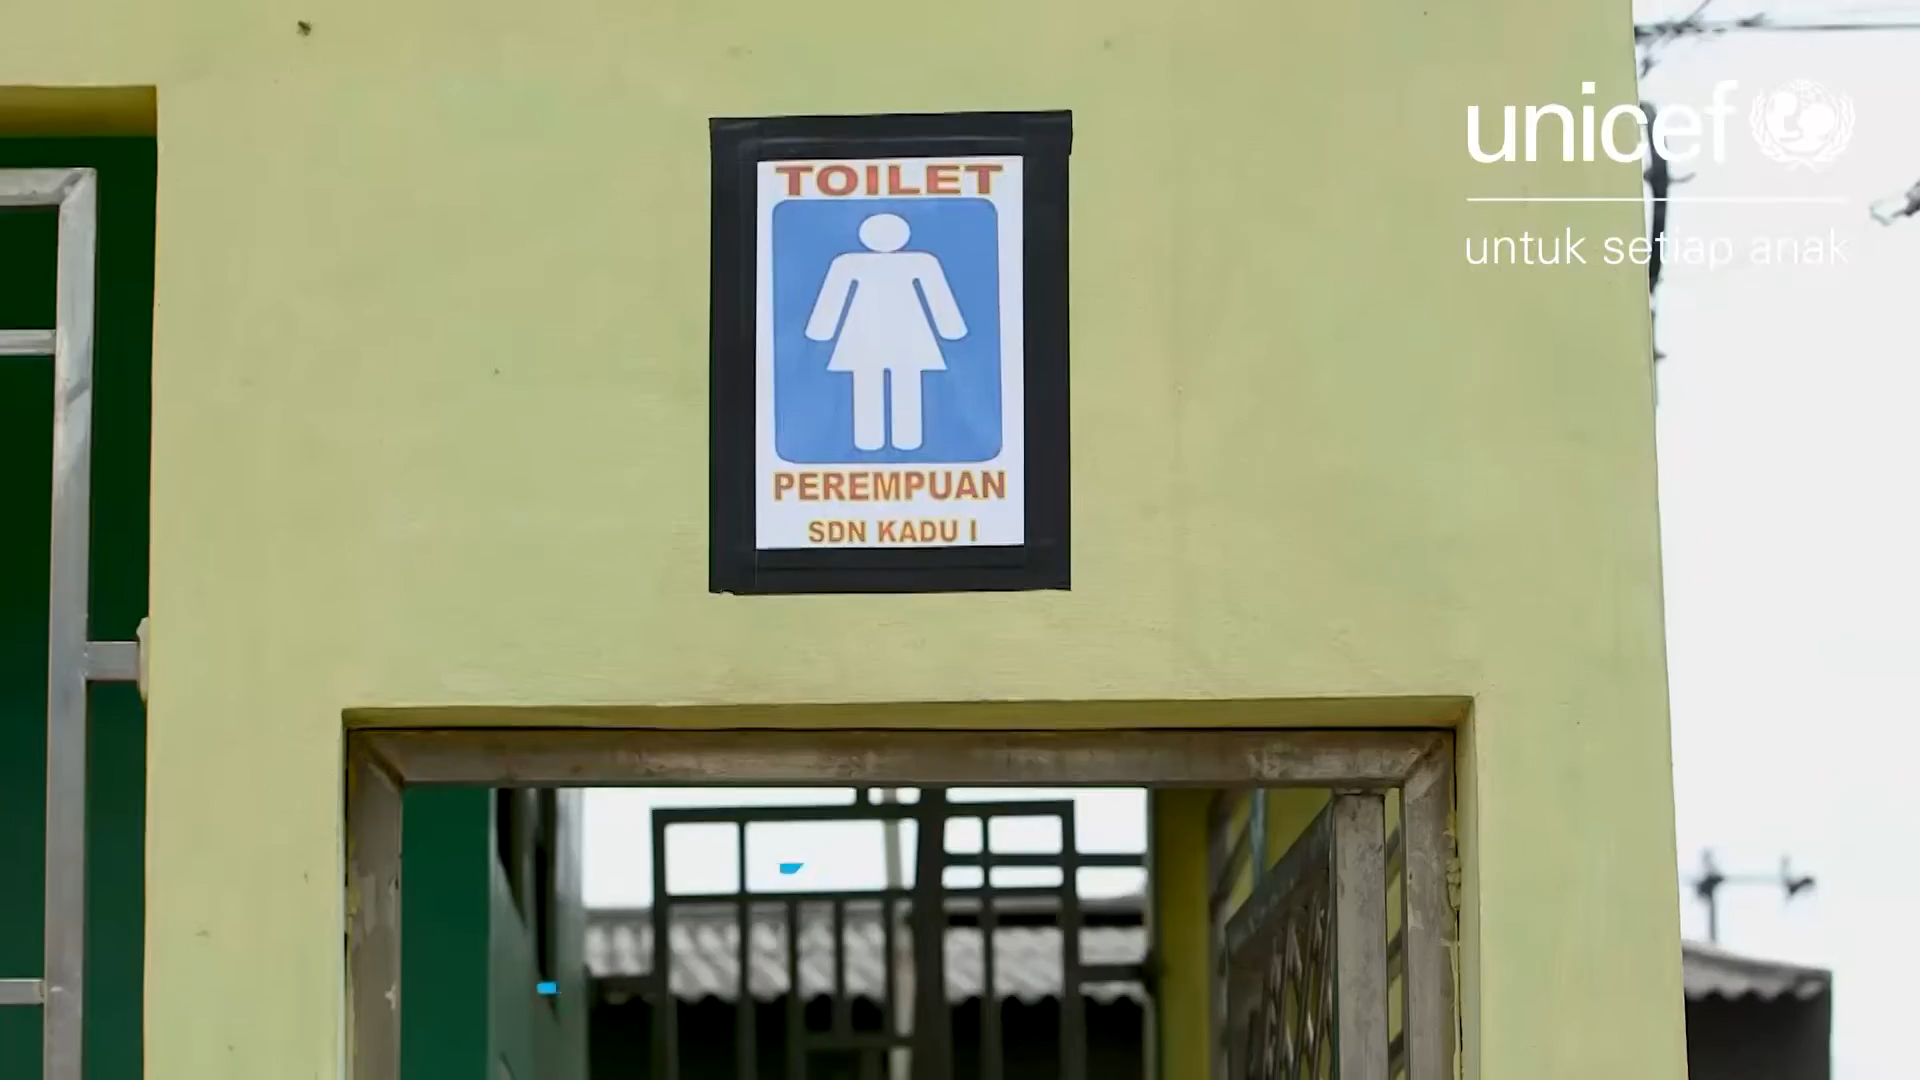 TOILET
PEREMPUAN
SDN KADU I
unicef
untuk setiap anak